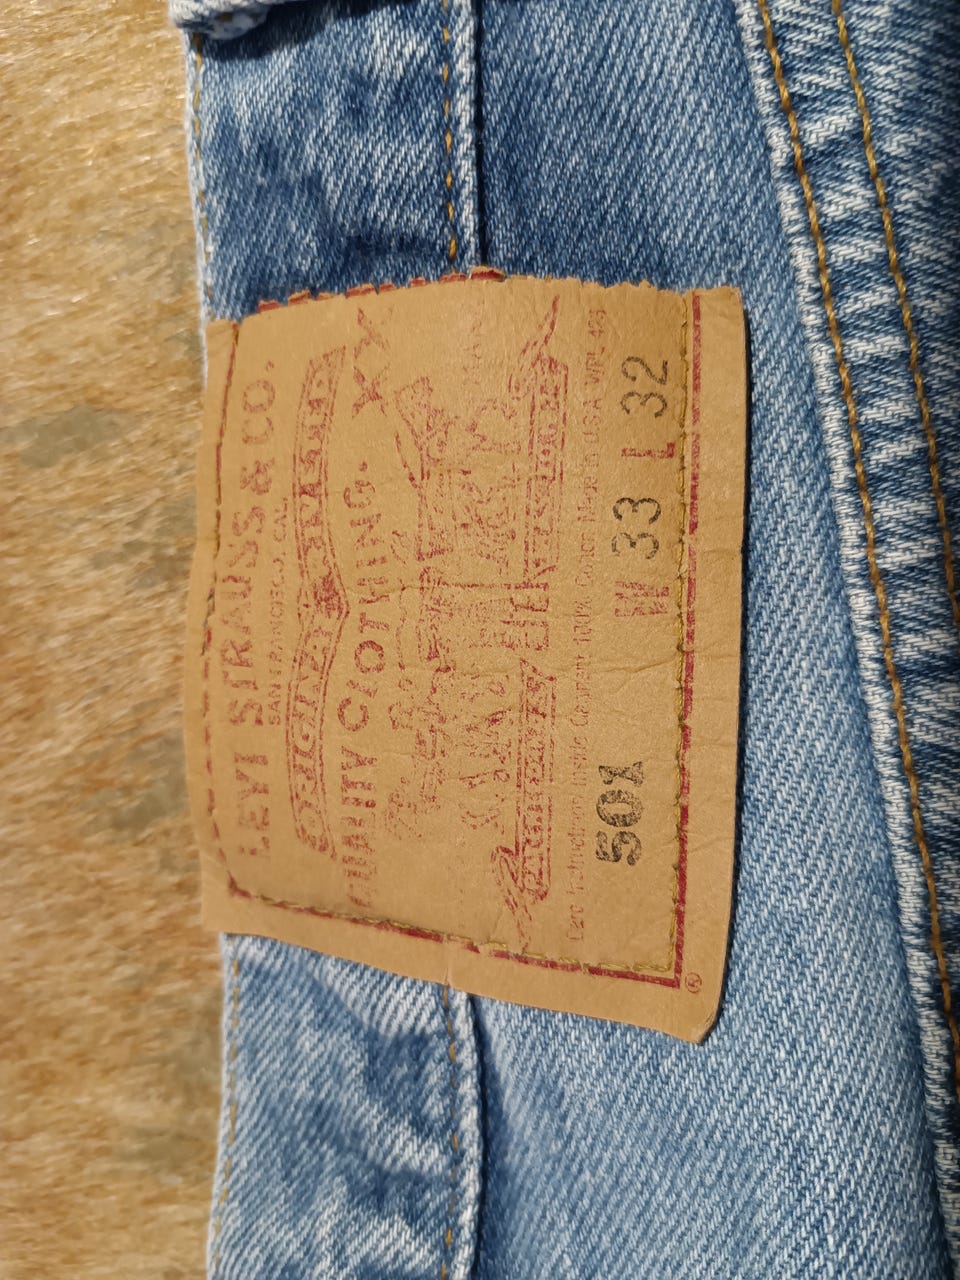 LEVI STRAUSS & CO.
SAN FRANCISCO, CAL.
ORIGINAL RIVETED
QUALITY CLOTHING.
XX
Care Instructions Inside Garment 100% Cotton Made in USA WPL 423
501 W 33 L 32
®